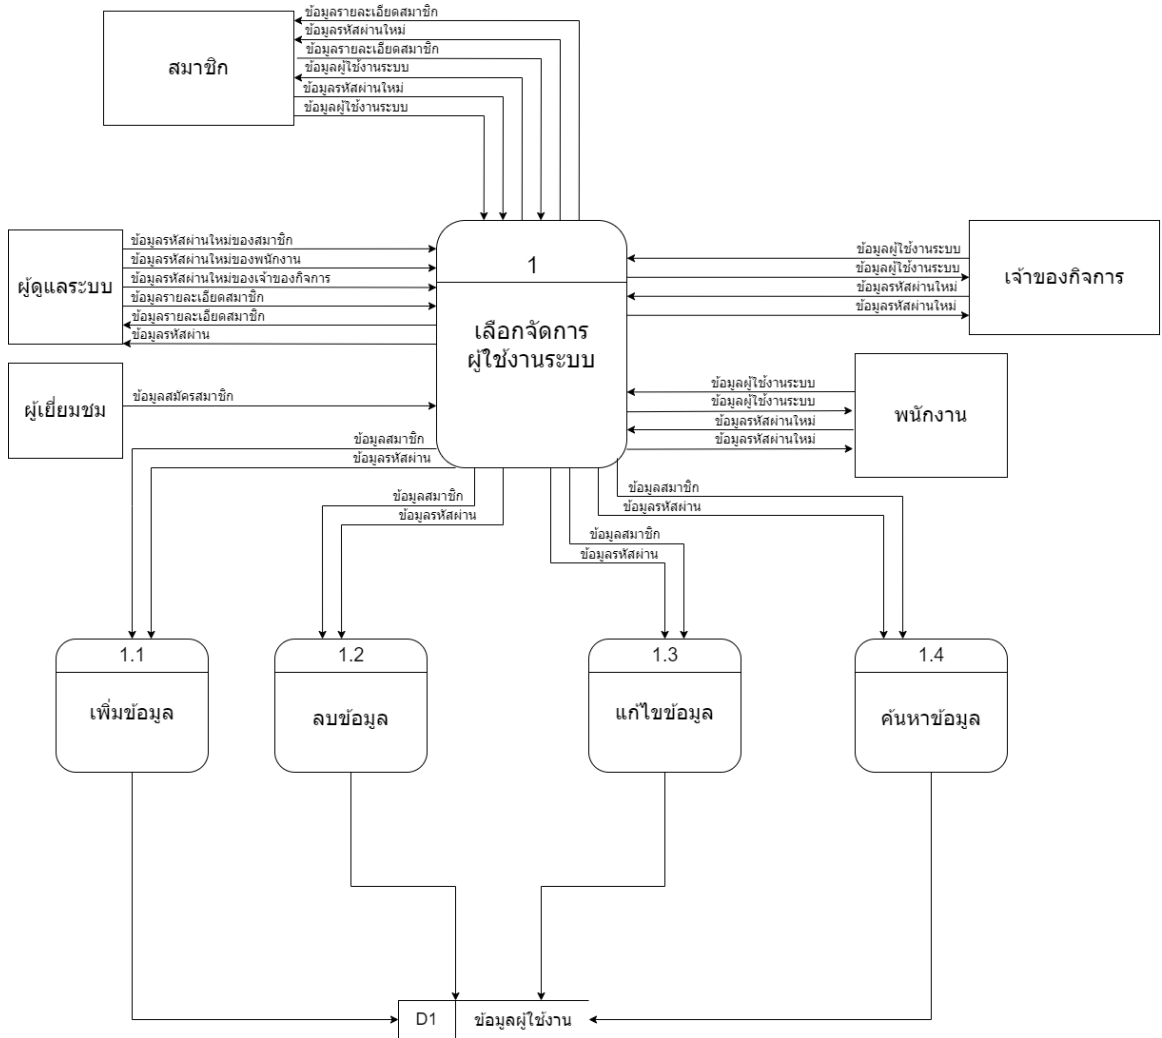 ข้อมูลรายละเอียดสมาชิก
ข้อมูลรหัสผ่านใหม่
ข้อมูลรายละเอียดสมาชิก
ข้อมูลผู้ใช้งานระบบ
ข้อมูลรหัสผ่านใหม่
ข้อมูลผู้ใช้งานระบบ
สมาชิก
ผู้ดูแลระบบ
ข้อมูลรหัสผ่านใหม่ของสมาชิก
ข้อมูลรหัสผ่านใหม่ของพนักงาน
ข้อมูลรหัสผ่านใหม่ของเจ้าของกิจการ
ข้อมูลรายละเอียดสมาชิก
ข้อมูลรายละเอียดสมาชิก
ข้อมูลรหัสผ่าน
1
เลือกจัดการ
ผู้ใช้งานระบบ
ข้อมูลผู้ใช้งานระบบ
ข้อมูลผู้ใช้งานระบบ
ข้อมูลรหัสผ่านใหม่
ข้อมูลรหัสผ่านใหม่
เจ้าของกิจการ
ผู้เยี่ยมชม
ข้อมูลสมัครสมาชิก
ข้อมูลผู้ใช้งานระบบ
ข้อมูลผู้ใช้งานระบบ
ข้อมูลรหัสผ่านใหม่
ข้อมูลรหัสผ่านใหม่
พนักงาน
ข้อมูลสมาชิก
ข้อมูลรหัสผ่าน
ข้อมูลสมาชิก
ข้อมูลรหัสผ่าน
ข้อมูลสมาชิก
ข้อมูลรหัสผ่าน
ข้อมูลสมาชิก
ข้อมูลรหัสผ่าน
1.1
เพิ่มข้อมูล
1.2
ลบข้อมูล
1.3
แก้ไขข้อมูล
1.4
ค้นหาข้อมูล
D1
ข้อมูลผู้ใช้งาน